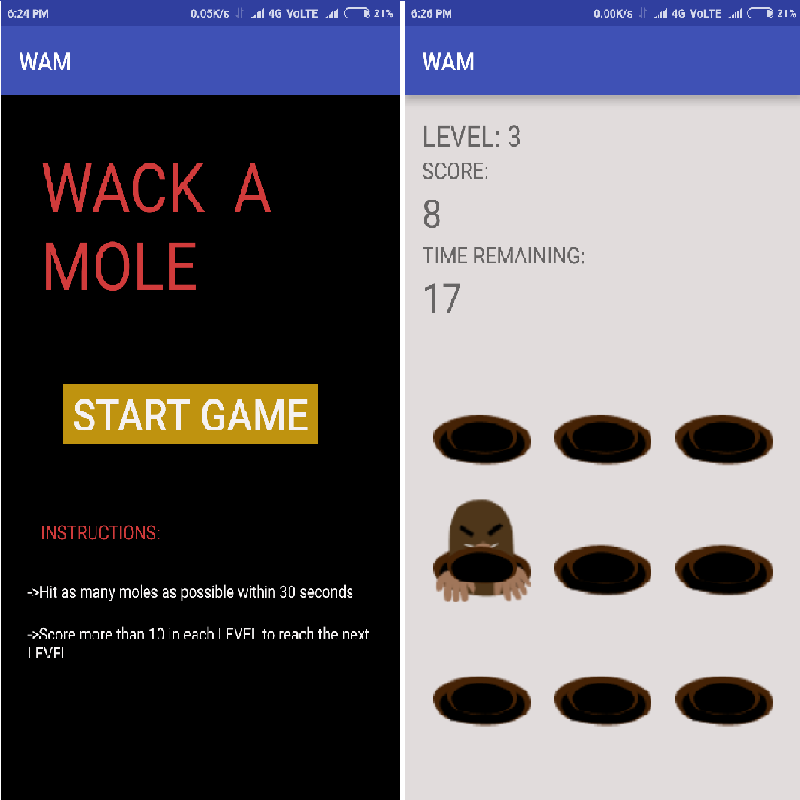 6:24 PM 0.05K/s 4G VoLTE 21%
WAM
WACK A
MOLE
START GAME
INSTRUCTIONS:
->Hit as many moles as possible within 30 seconds
->Score more than 10 in each LEVEL to reach the next
LEVEL
6:26 PM 0.00K/s 4G VoLTE 21%
WAM
LEVEL: 3
SCORE:
8
TIME REMAINING:
17